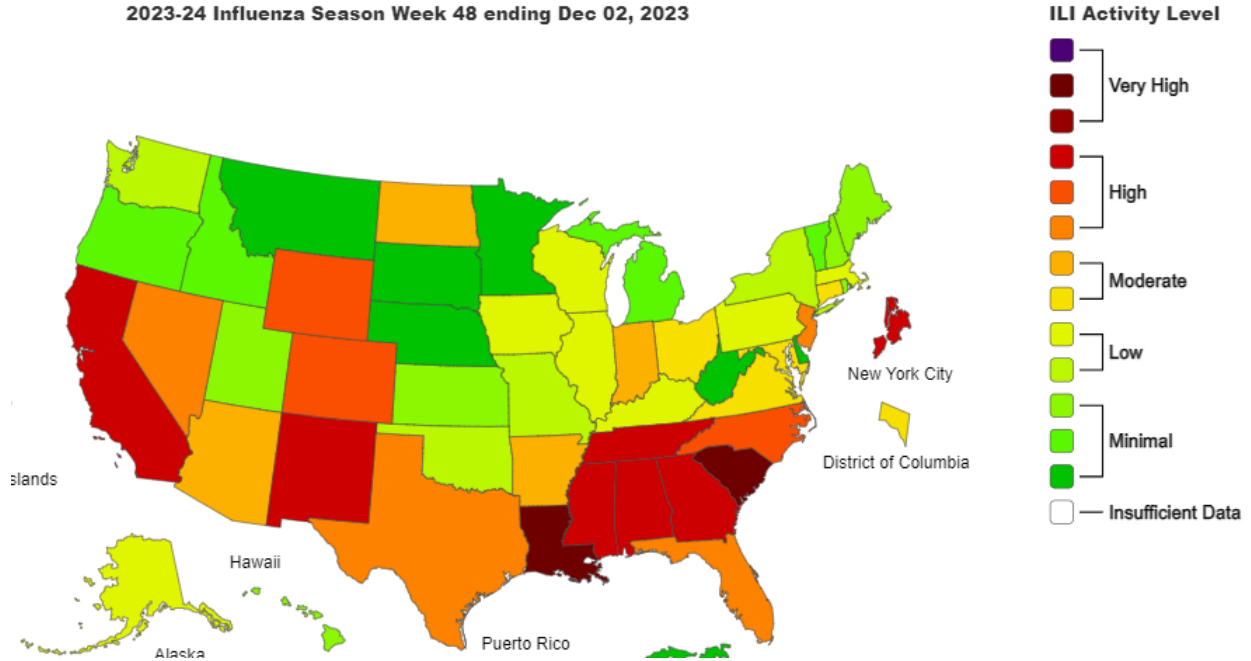 2023-24 Influenza Season Week 48 ending Dec 02, 2023
ILI Activity Level
Very High
High
Moderate
Low
Minimal
Insufficient Data
New York City
District of Columbia
slands
Hawaii
Puerto Rico
Alaska